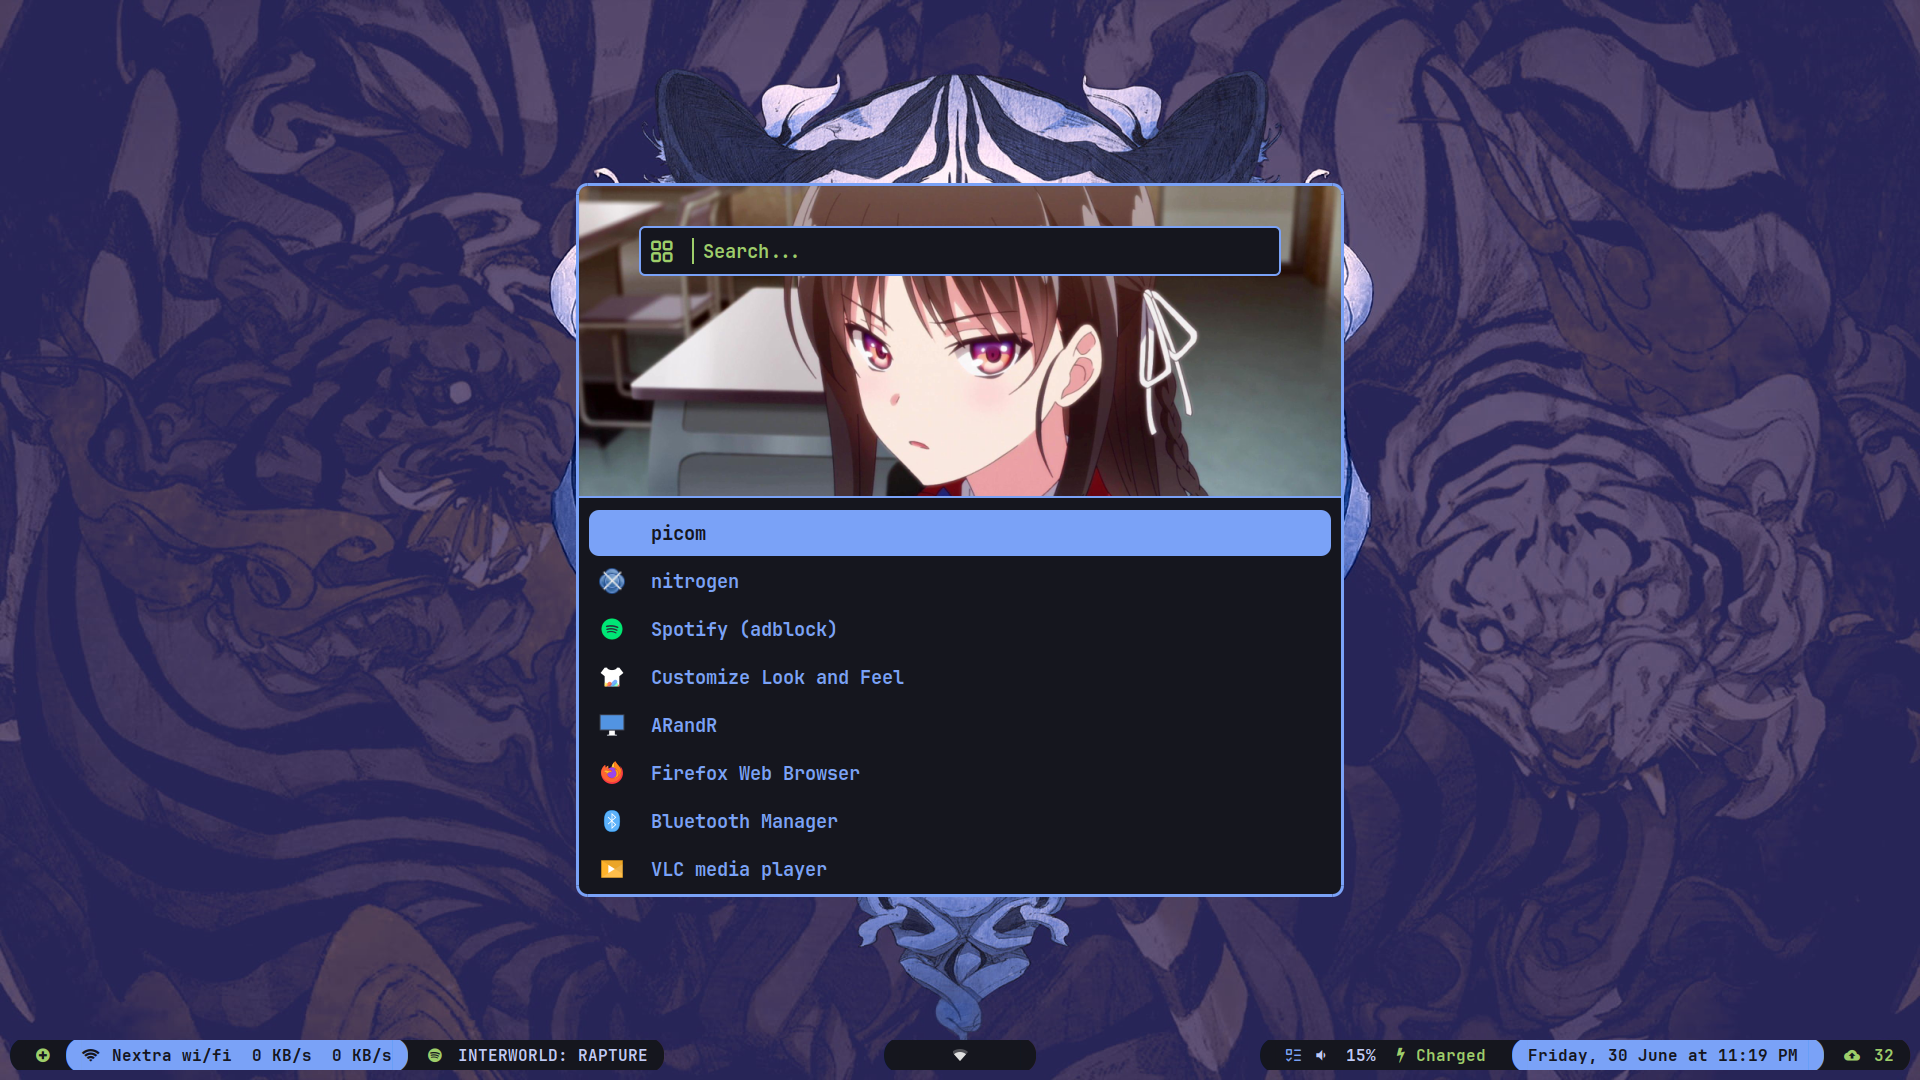 Search...
picom
nitrogen
Spotify (adblock)
Customize Look and Feel
ARandR
Firefox Web Browser
Bluetooth Manager
VLC media player
Nextra wi/fi 0 KB/s 0 KB/s INTERWORLD: RAPTURE 15% Charged Friday, 30 June at 11:19 PM 32